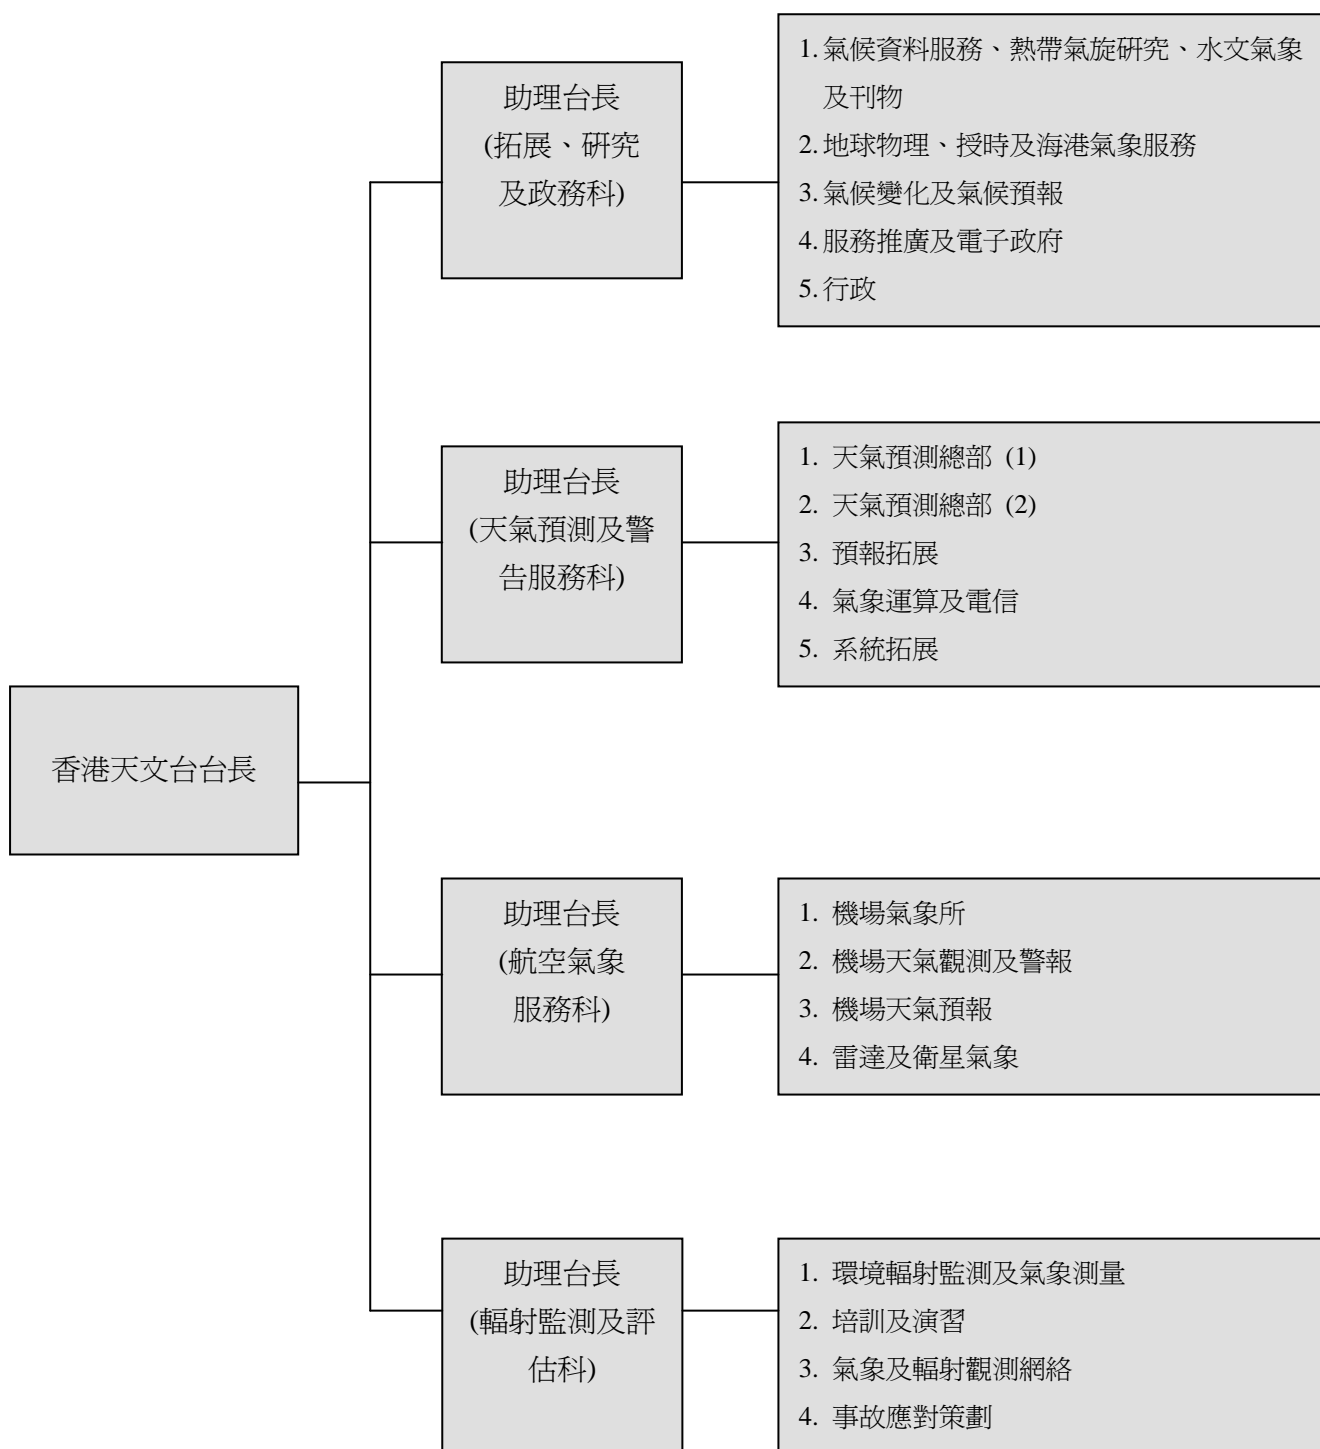 助理台長
(拓展、研究
及政務科)
1. 氣候資料服務、熱帶氣旋研究、水文氣象
及刊物
2. 地球物理、授時及海港氣象服務
3. 氣候變化及氣候預報
4. 服務推廣及電子政府
5. 行政
助理台長
(天氣預測及警
告服務科)
1. 天氣預測總部 (1)
2. 天氣預測總部 (2)
3. 預報拓展
4. 氣象運算及電信
5. 系統拓展
香港天文台台長
助理台長
(航空氣象
服務科)
1. 機場氣象所
2. 機場天氣觀測及警報
3. 機場天氣預報
4. 雷達及衛星氣象
助理台長
(輻射監測及評
估科)
1. 環境輻射監測及氣象測量
2. 培訓及演習
3. 氣象及輻射觀測網絡
4. 事故應對策劃